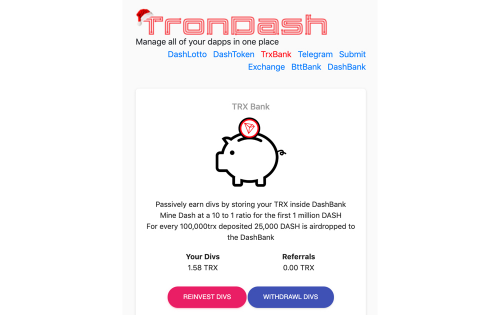 TronDash
Manage all of your dapps in one place
DashLotto DashToken TrxBank Telegram Submit
Exchange BttBank DashBank
TRX Bank
Passively earn divs by storing your TRX inside DashBank
Mine Dash at a 10 to 1 ratio for the first 1 million DASH
For every 100,000trx deposited 25,000 DASH is airdropped to
the DashBank
Your Divs Referrals
1.58 TRX 0.00 TRX
REINVEST DIVS WITHDRAWL DIVS